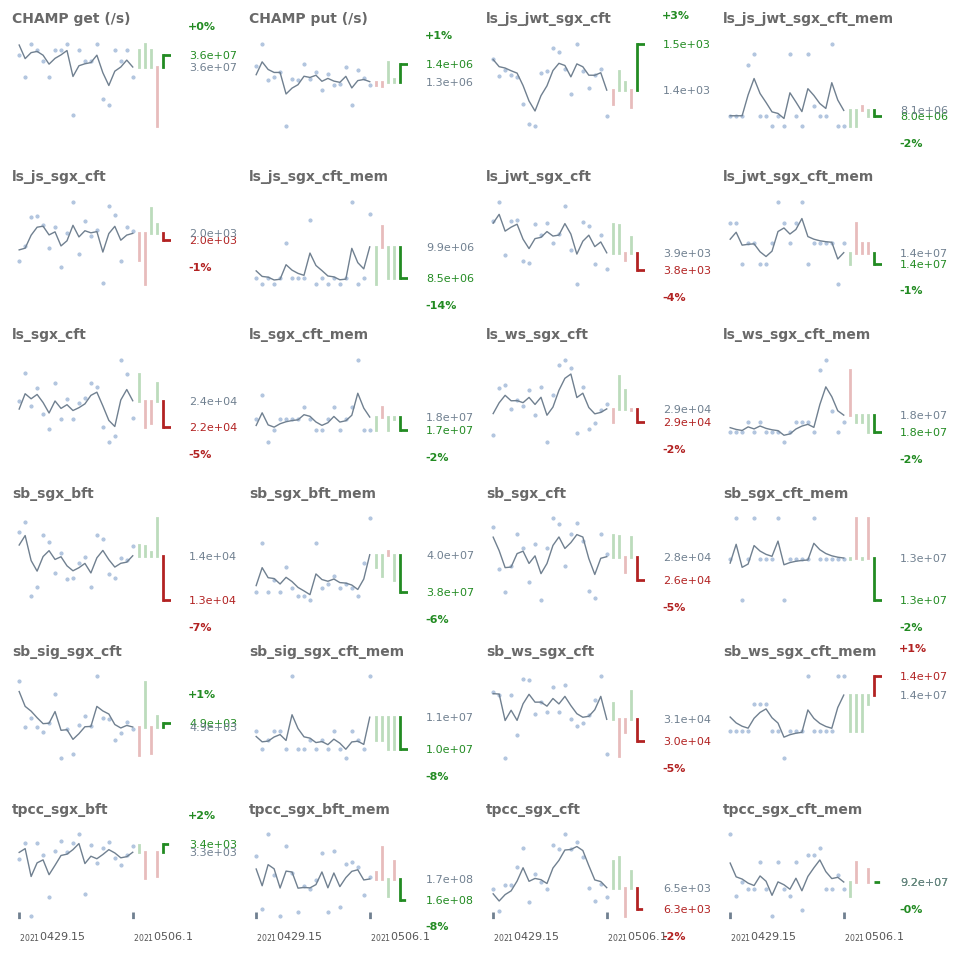 CHAMP get (/s)
+0%
3.6e+07
3.6e+07
CHAMP put (/s)
+1%
1.4e+06
1.3e+06
ls_js_jwt_sgx_cft
+3%
1.5e+03
1.4e+03
ls_js_jwt_sgx_cft_mem
8.1e+06
8.0e+06
-2%
ls_js_sgx_cft
2.0e+03
2.0e+03
-1%
ls_js_sgx_cft_mem
9.9e+06
8.5e+06
-14%
ls_jwt_sgx_cft
3.9e+03
3.8e+03
-4%
ls_jwt_sgx_cft_mem
1.4e+07
1.4e+07
-1%
ls_sgx_cft
2.4e+04
2.2e+04
-5%
ls_sgx_cft_mem
1.8e+07
1.7e+07
-2%
ls_ws_sgx_cft
2.9e+04
2.9e+04
-2%
ls_ws_sgx_cft_mem
1.8e+07
1.8e+07
-2%
sb_sgx_bft
1.4e+04
1.3e+04
-7%
sb_sgx_bft_mem
4.0e+07
3.8e+07
-6%
sb_sgx_cft
2.8e+04
2.6e+04
-5%
sb_sgx_cft_mem
1.3e+07
1.3e+07
-2%
sb_sig_sgx_cft
+1%
4.9e+03
4.9e+03
sb_sig_sgx_cft_mem
1.1e+07
1.0e+07
-8%
sb_ws_sgx_cft
3.1e+04
3.0e+04
-5%
sb_ws_sgx_cft_mem
+1%
1.4e+07
1.4e+07
tpcc_sgx_bft
+2%
3.4e+03
3.3e+03
2021 0429.15
2021 0506.1
tpcc_sgx_bft_mem
1.7e+08
1.6e+08
-8%
2021 0429.15
2021 0506.1
tpcc_sgx_cft
6.5e+03
6.3e+03
-2%
2021 0429.15
2021 0506.1
tpcc_sgx_cft_mem
9.2e+07
-0%
2021 0429.15
2021 0506.1